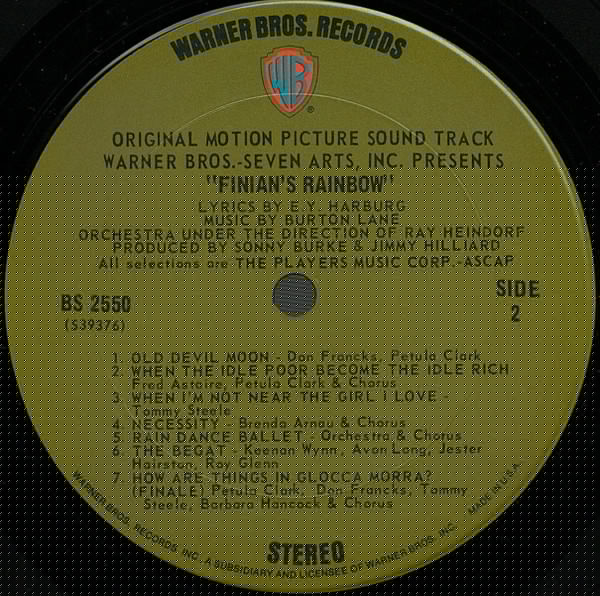 WARNER BROS. RECORDS
WB
®
ORIGINAL MOTION PICTURE SOUND TRACK
WARNER BROS.-SEVEN ARTS, INC. PRESENTS
"FINIAN'S RAINBOW"
LYRICS BY E.Y. HARBURG
MUSIC BY BURTON LANE
ORCHESTRA UNDER THE DIRECTION OF RAY HEINDORF
PRODUCED BY SONNY BURKE & JIMMY HILLIARD
All selections are THE PLAYERS MUSIC CORP.-ASCAP
BS 2550
(S39376)
SIDE
2
1. OLD DEVIL MOON - Don Francks, Petula Clark
2. WHEN THE IDLE POOR BECOME THE IDLE RICH
Fred Astaire, Petula Clark & Chorus
3. WHEN I'M NOT NEAR THE GIRL I LOVE -
Tommy Steele
4. NECESSITY - Brenda Arnau & Chorus
5. RAIN DANCE BALLET - Orchestra & Chorus
6. THE BEGAT - Keenan Wynn, Avon Long, Jester
Hairston, Roy Glenn
7. HOW ARE THINGS IN GLOCCA MORRA?
(FINALE) Petula Clark, Don Francks, Tommy
Steele, Barbara Hancock & Chorus
STEREO
WARNER BROS. RECORDS, INC. A SUBSIDIARY AND LICENSEE OF WARNER BROS. INC.
MADE IN U.S.A.